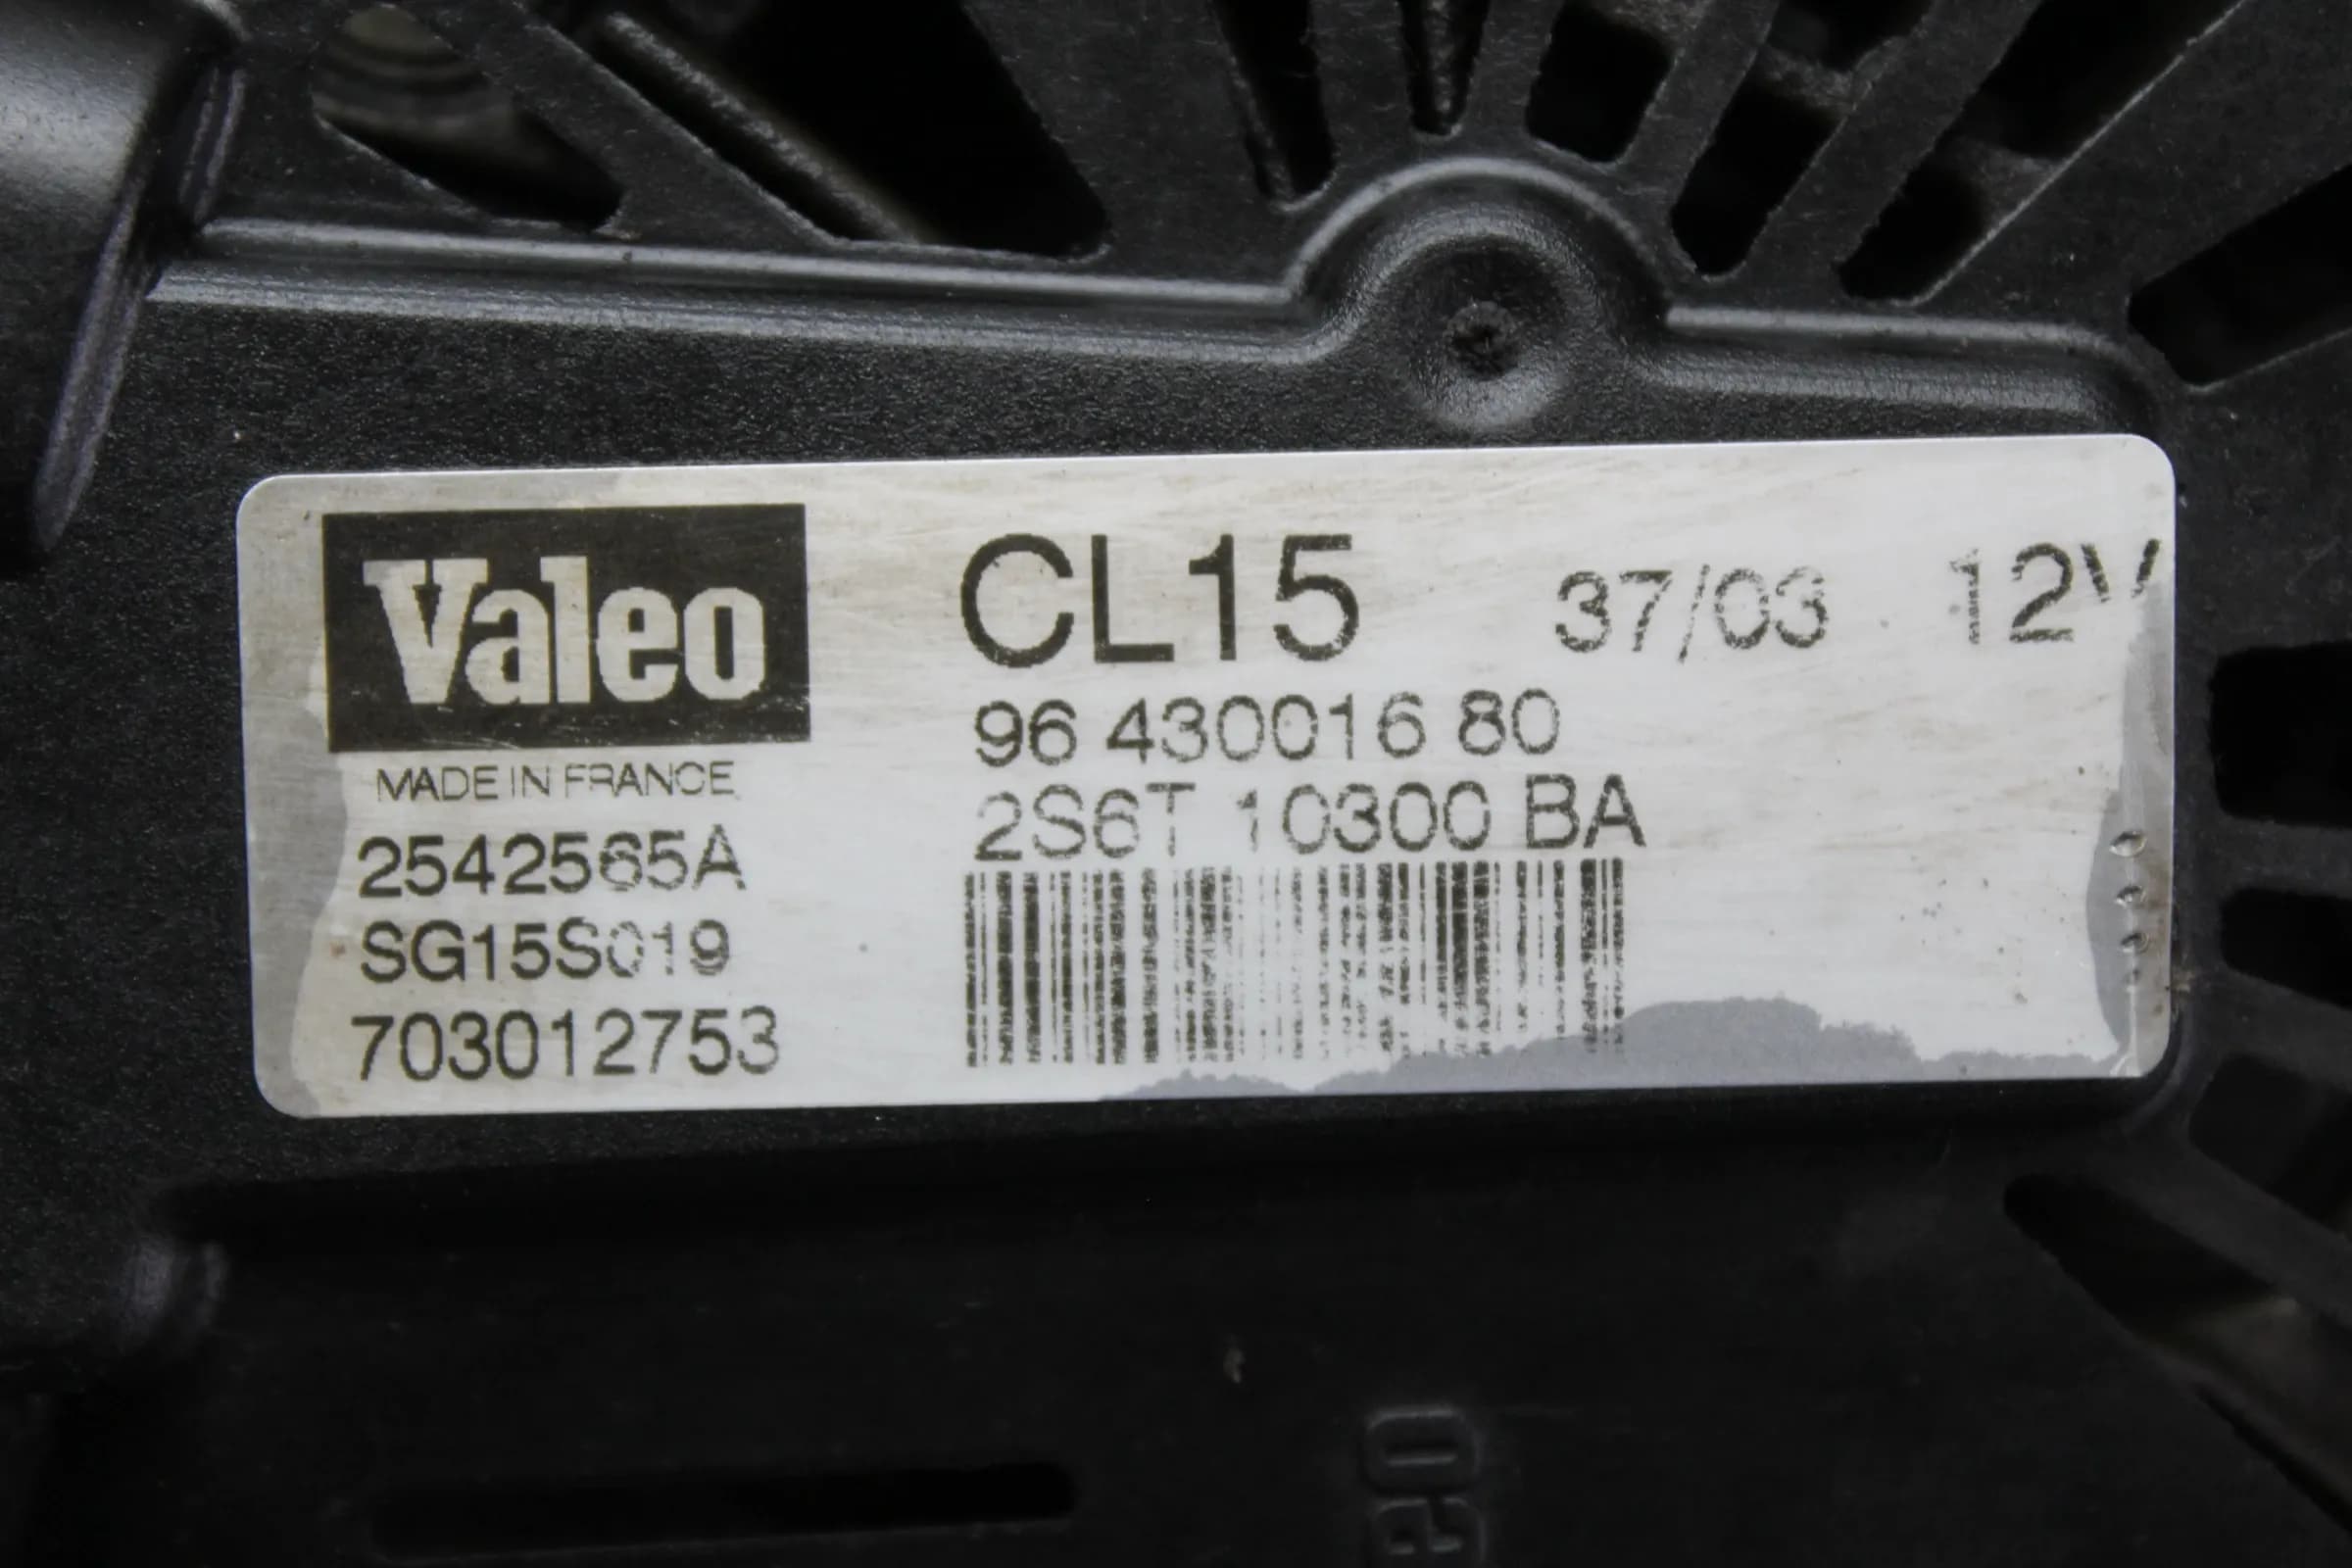 Valeo
MADE IN FRANCE
2542565A
SG15S019
703012753
CL15 37/03 12V
96 430016 80
2S6T 10300 BA